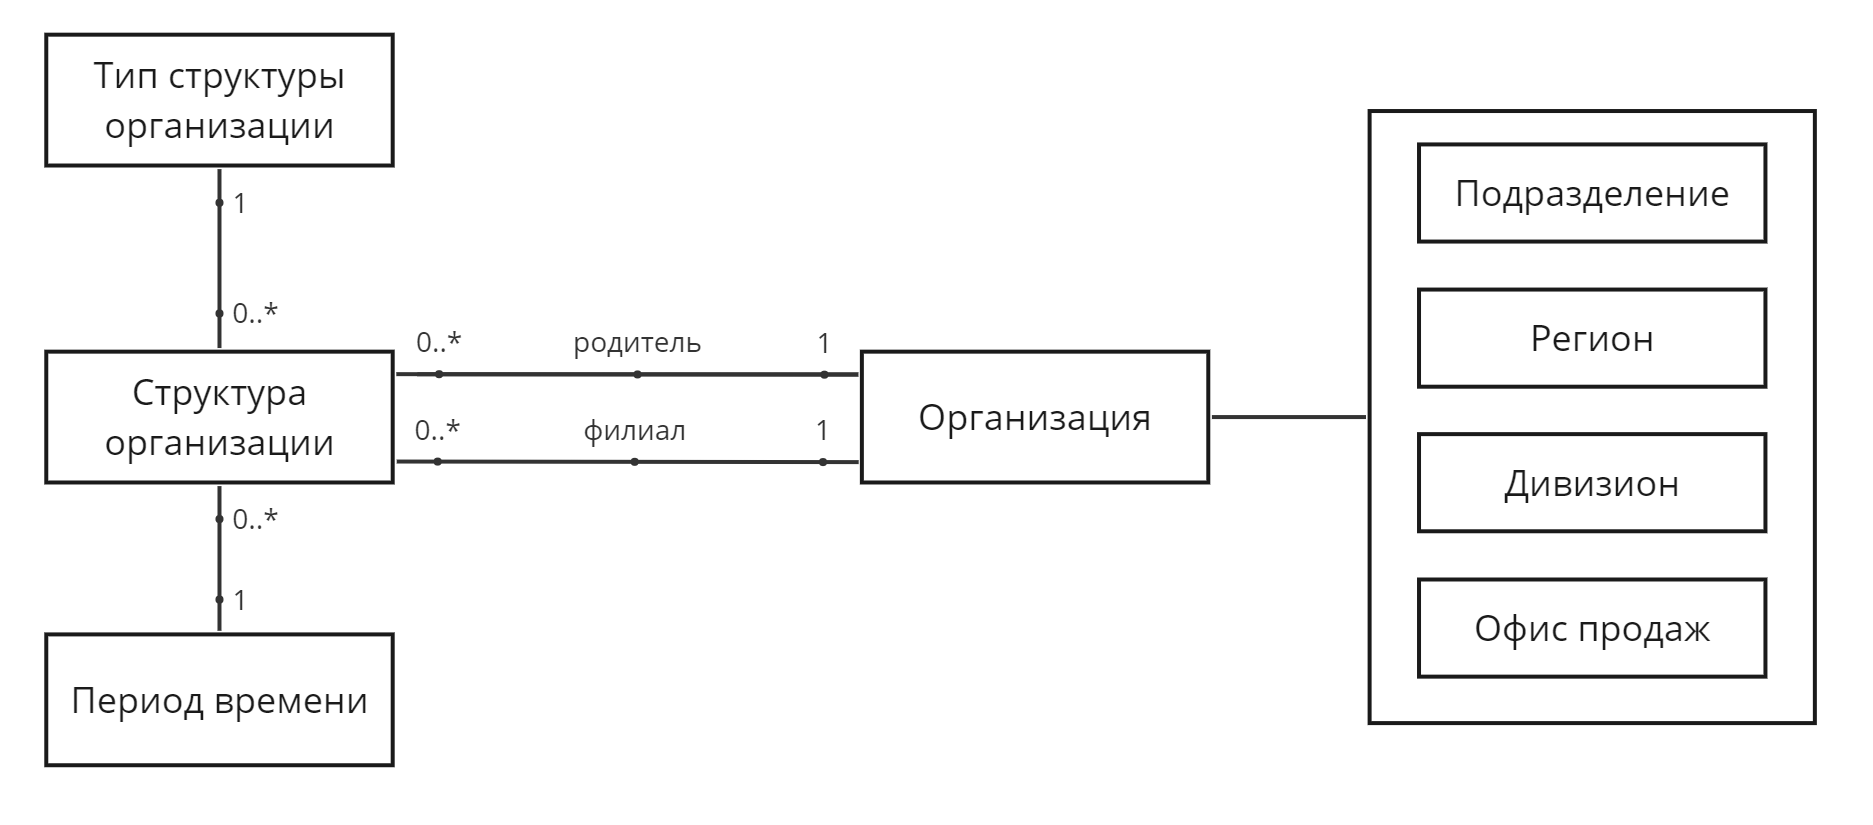 Тип структуры
организации
1
0..*
Структура
организации
0..*
1
Период времени
0..* родитель 1
0..* филиал 1
Организация
Подразделение
Регион
Дивизион
Офис продаж